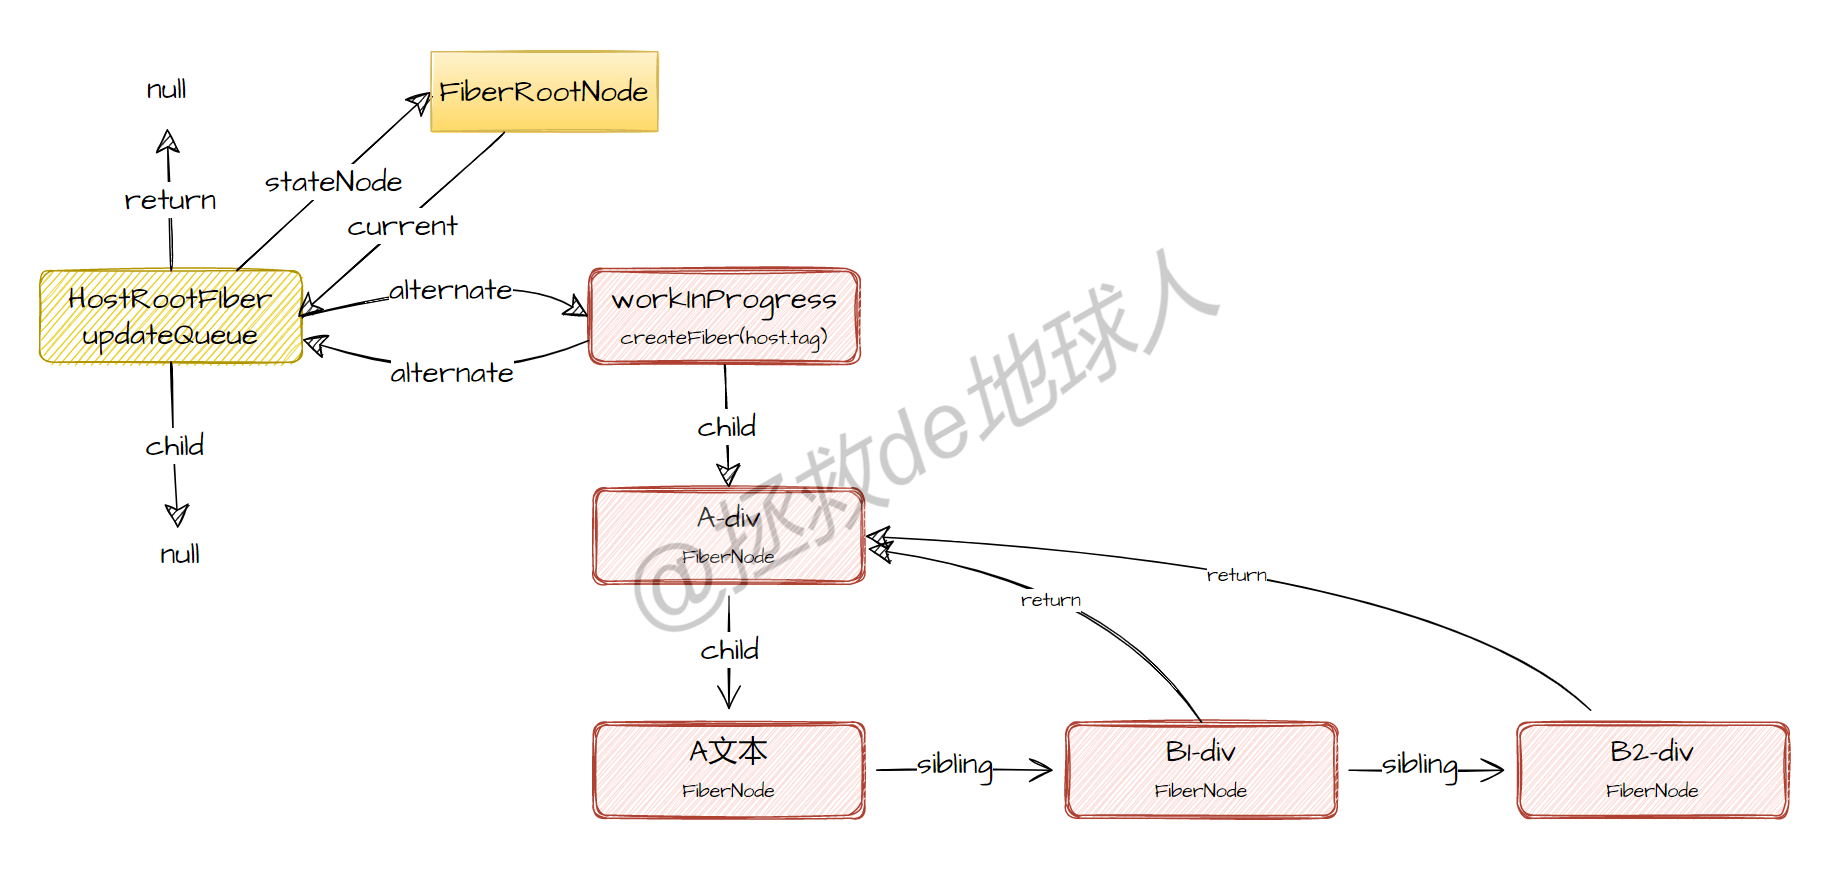 null
FiberRootNode
stateNode
return
current
HostRootFiber
updateQueue
alternate
alternate
workInProgress
createFiber(host.tag)
child
null
child
A-div
FiberNode
@拯救de地球人
return
return
child
A文本
FiberNode
sibling
B1-div
FiberNode
sibling
B2-div
FiberNode